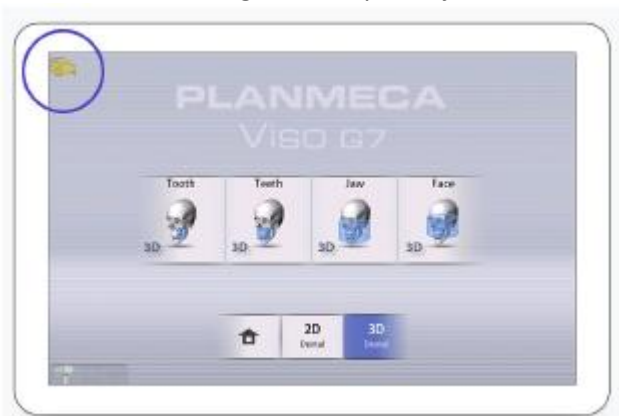 PLANMECA
VISO G7
Tooth Teeth Jaw Face
3D 3D 3D 3D
2D 3D
Dental Dental